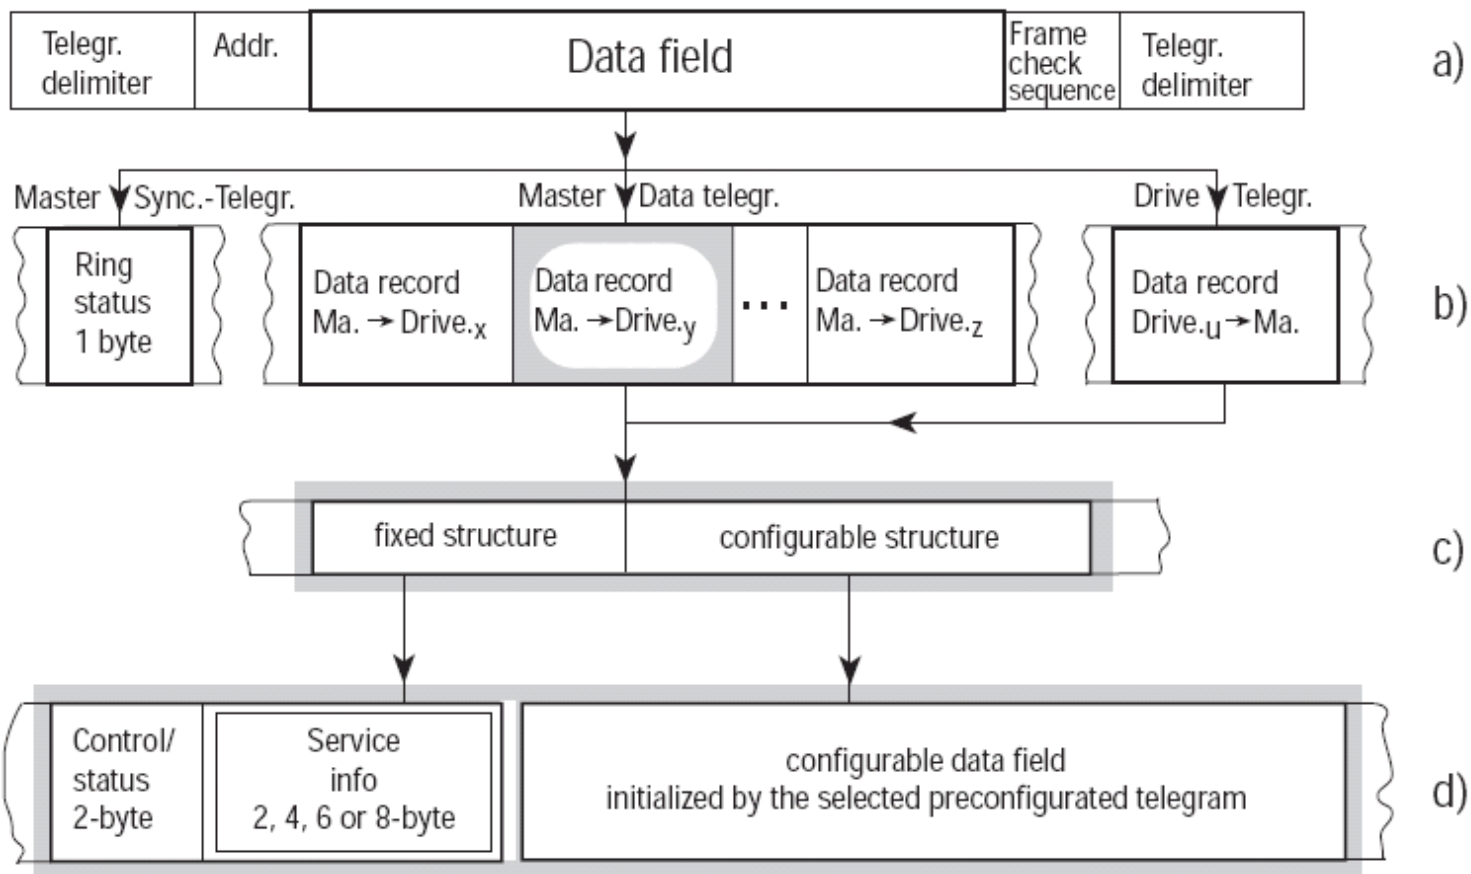 Telegr.
delimiter
Addr.
Data field
Frame
check
sequence
Telegr.
delimiter
a)
Master Sync.-Telegr.
Master Data telegr.
Drive Telegr.
Ring
status
1 byte
Data record
Ma. → Drive.x
Data record
Ma. →Drive.y
...
Data record
Ma. → Drive.z
Data record
Drive.u→Ma.
b)
fixed structure
configurable structure
c)
Control/
status
2-byte
Service
info
2, 4, 6 or 8-byte
configurable data field
initialized by the selected preconfigurated telegram
d)